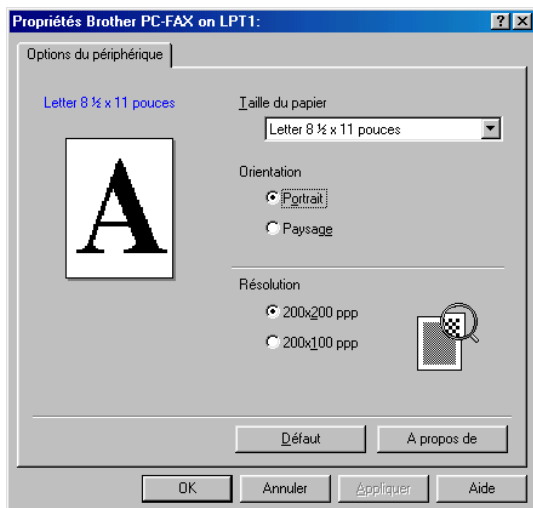 Propriétés Brother PC-FAX on LPT1:
Options du périphérique
Letter 8 ½ x 11 pouces
A
Taille du papier
Letter 8 ½ x 11 pouces
Orientation
Portrait
Paysage
Résolution
200x200 ppp
200x100 ppp
Défaut
A propos de
OK
Annuler
Appliquer
Aide